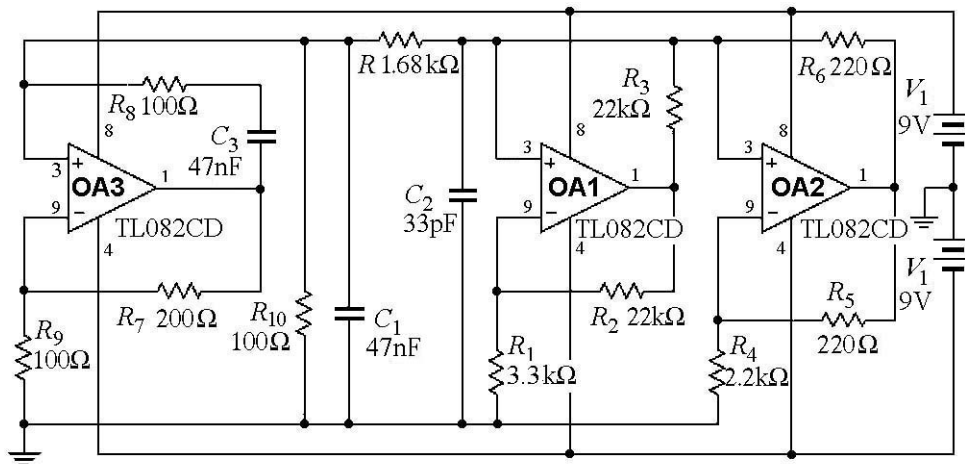 R 1.68kΩ
R6 220Ω
R8 100Ω
R3
22kΩ
V1
9V
8
C3
47nF
8
8
3
+
OA3
1
9
−
TL082CD
4
C2
33pF
3
+
OA1
1
9
−
TL082CD
4
3
+
OA2
1
9
−
TL082CD
4
V1
9V
R7 200Ω
R10
100Ω
C1
47nF
R2 22kΩ
R5
220Ω
R9
100Ω
R1
3.3kΩ
R4
2.2kΩ